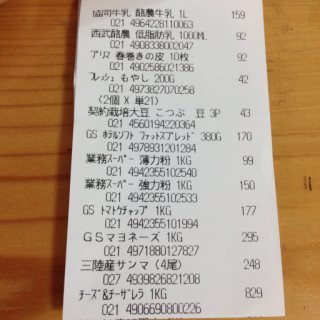 協同牛乳 酪農牛乳 1L 159
021 4964228110063
西武酪農 低脂肪乳 1000ML 92
021 4908338002047
プリマ 春巻きの皮 10枚 92
021 4902586021386
フレッシュ もやし 200G 42
021 4973827070258
(2個 X 単21)
契約栽培大豆 こつぶ 豆 3P 43
021 4560194220364
GS ホテルソフト ファットスプレッド 380G 170
021 4978931201284
業務スーパー 薄力粉 1KG 99
021 4942355102540
業務スーパー 強力粉 1KG 150
021 4942355102533
GS トマトケチャップ 1KG 177
021 4942355101994
GSマヨネーズ 1KG 295
021 4971880127827
三陸産サンマ (4尾) 248
027 4939826821208
チーズ&チーザレラ 1KG 829
021 4906690800226